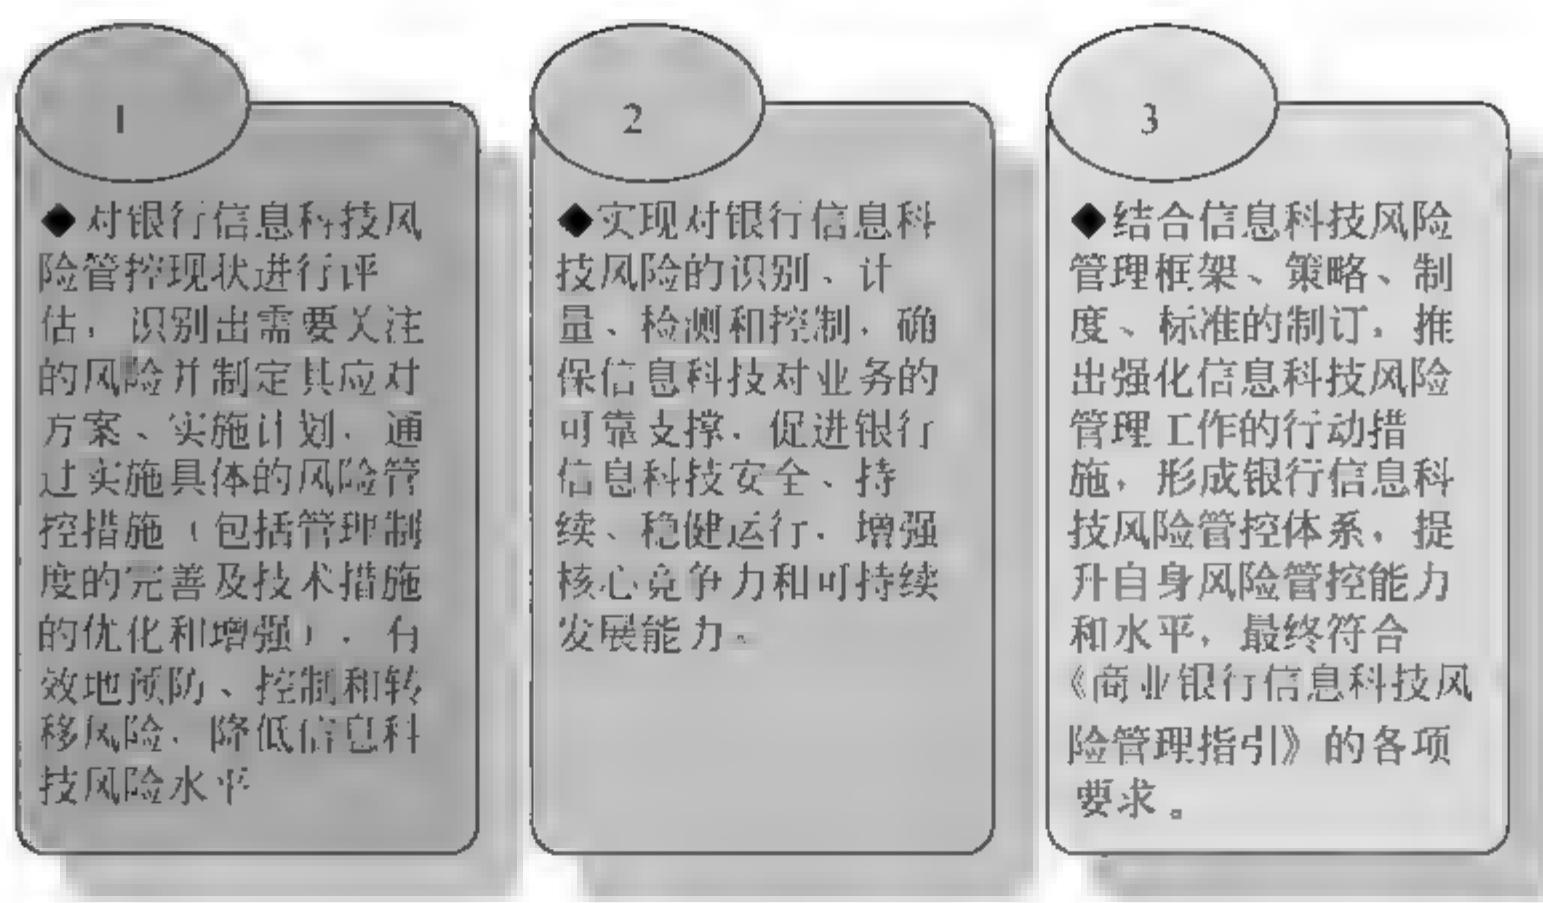 1
◆对银行信息科技风
险管控现状进行评
估，识别出需要关注
的风险并制定其应对
方案、实施计划，通
过实施具体的风险管
控措施（包括管理制
度的完善及技术措施
的优化和增强），有
效地预防、控制和转
移风险，降低信息科
技风险水平
2
◆实现对银行信息科
技风险的识别、计
量、检测和控制，确
保信息科技对业务的
可靠支撑，促进银行
信息科技安全、持
续、稳健运行，增强
核心竞争力和可持续
发展能力。
3
◆结合信息科技风险
管理框架、策略、制
度、标准的制订，推
出强化信息科技风险
管理工作的行动措
施，形成银行信息科
技风险管控体系，提
升自身风险管控能力
和水平，最终符合
《商业银行信息科技风
险管理指引》的各项
要求。